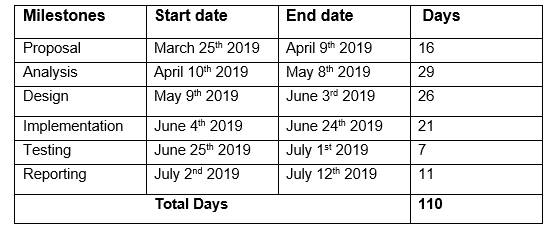 Milestones Start date End date Days
Proposal March 25th 2019 April 9th 2019 16
Analysis April 10th 2019 May 8th 2019 29
Design May 9th 2019 June 3rd 2019 26
Implementation June 4th 2019 June 24th 2019 21
Testing June 25th 2019 July 1st 2019 7
Reporting July 2nd 2019 July 12th 2019 11
Total Days 110